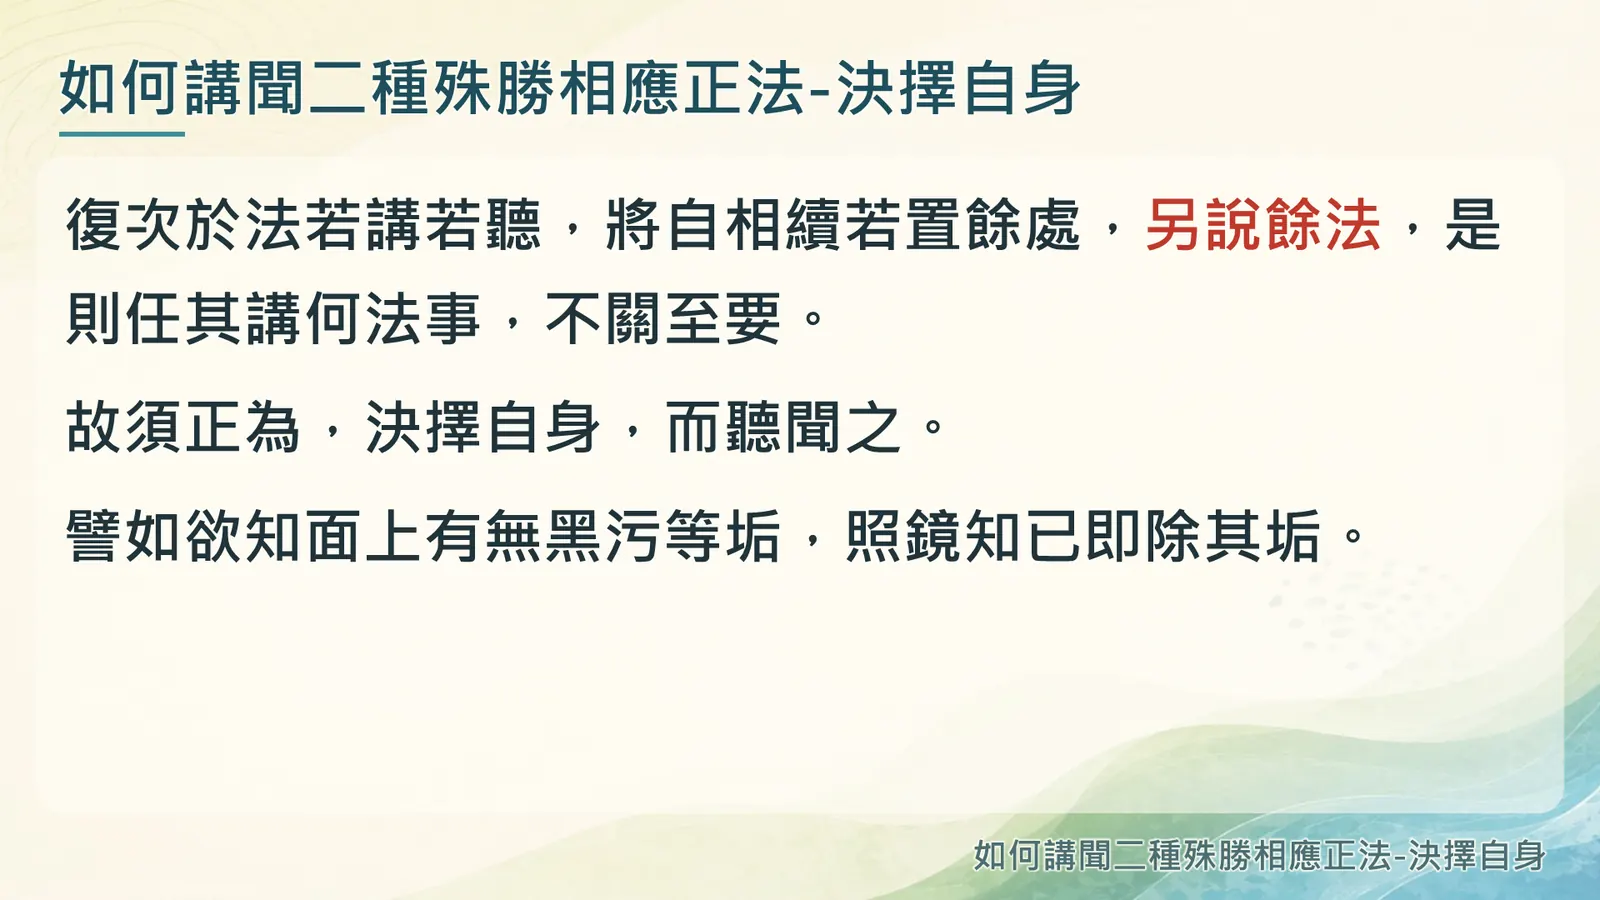 如何講聞二種殊勝相應正法-決擇自身
復次於法若講若聽，將自相續若置餘處，另說餘法，是
則任其講何法事，不關至要。
故須正為，決擇自身，而聽聞之。
譬如欲知面上有無黑污等垢，照鏡知已即除其垢。
如何講聞二種殊勝相應正法-決擇自身